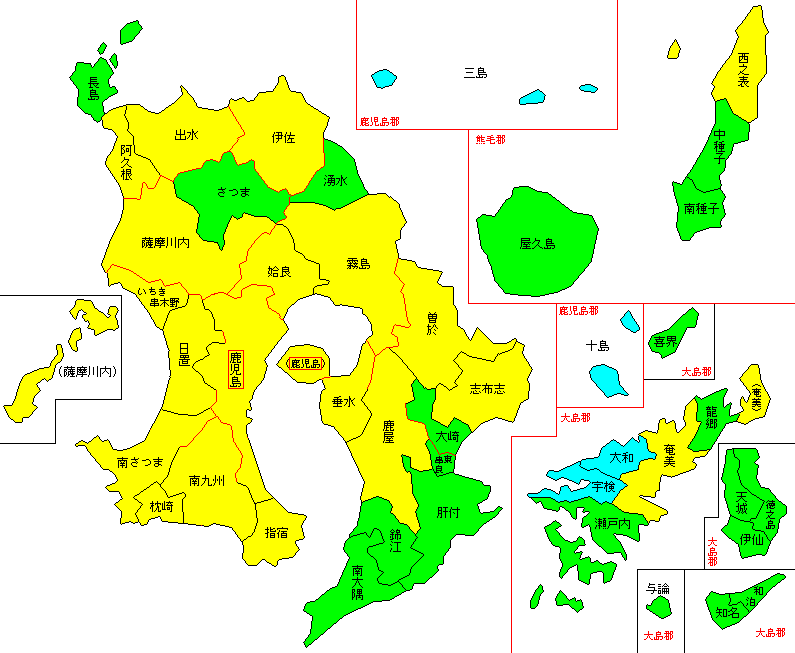 長島
出水
伊佐
阿久根
さつま
湧水
薩摩川内
姶良
霧島
いちき
串木野
日置
鹿児島
(鹿児島)
曽於
志布志
垂水
鹿屋
大崎
東串良
肝付
錦江
南大隅
南さつま
南九州
枕崎
指宿
(薩摩川内)
三島
鹿児島郡
熊毛郡
西之表
中種子
南種子
屋久島
鹿児島郡
十島
喜界
大島郡
大島郡
(奄美)
龍郷
奄美
大和
宇検
瀬戸内
天城
徳之島
伊仙
大島郡
与論
大島郡
和泊
知名
大島郡